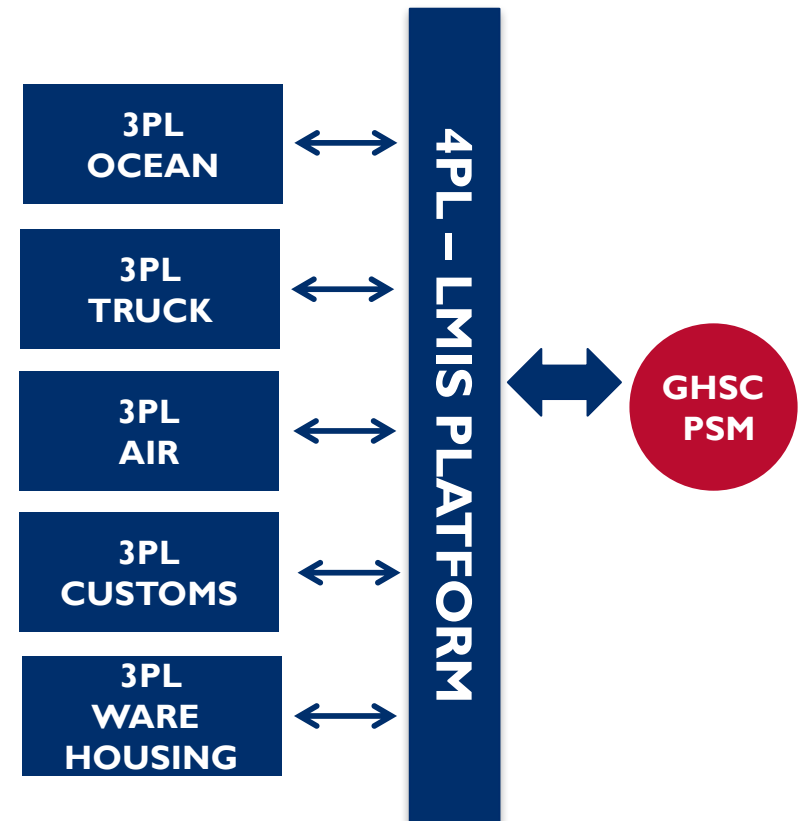 3PL
OCEAN
3PL
TRUCK
3PL
AIR
3PL
CUSTOMS
3PL
WARE
HOUSING
4PL – LMIS PLATFORM
GHSC
PSM